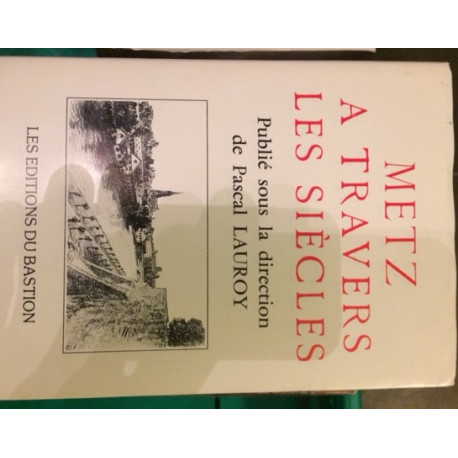 METZ
A TRAVERS
LES SIÈCLES
Publié sous la direction
de Pascal LAUROY
LES EDITIONS DU BASTION